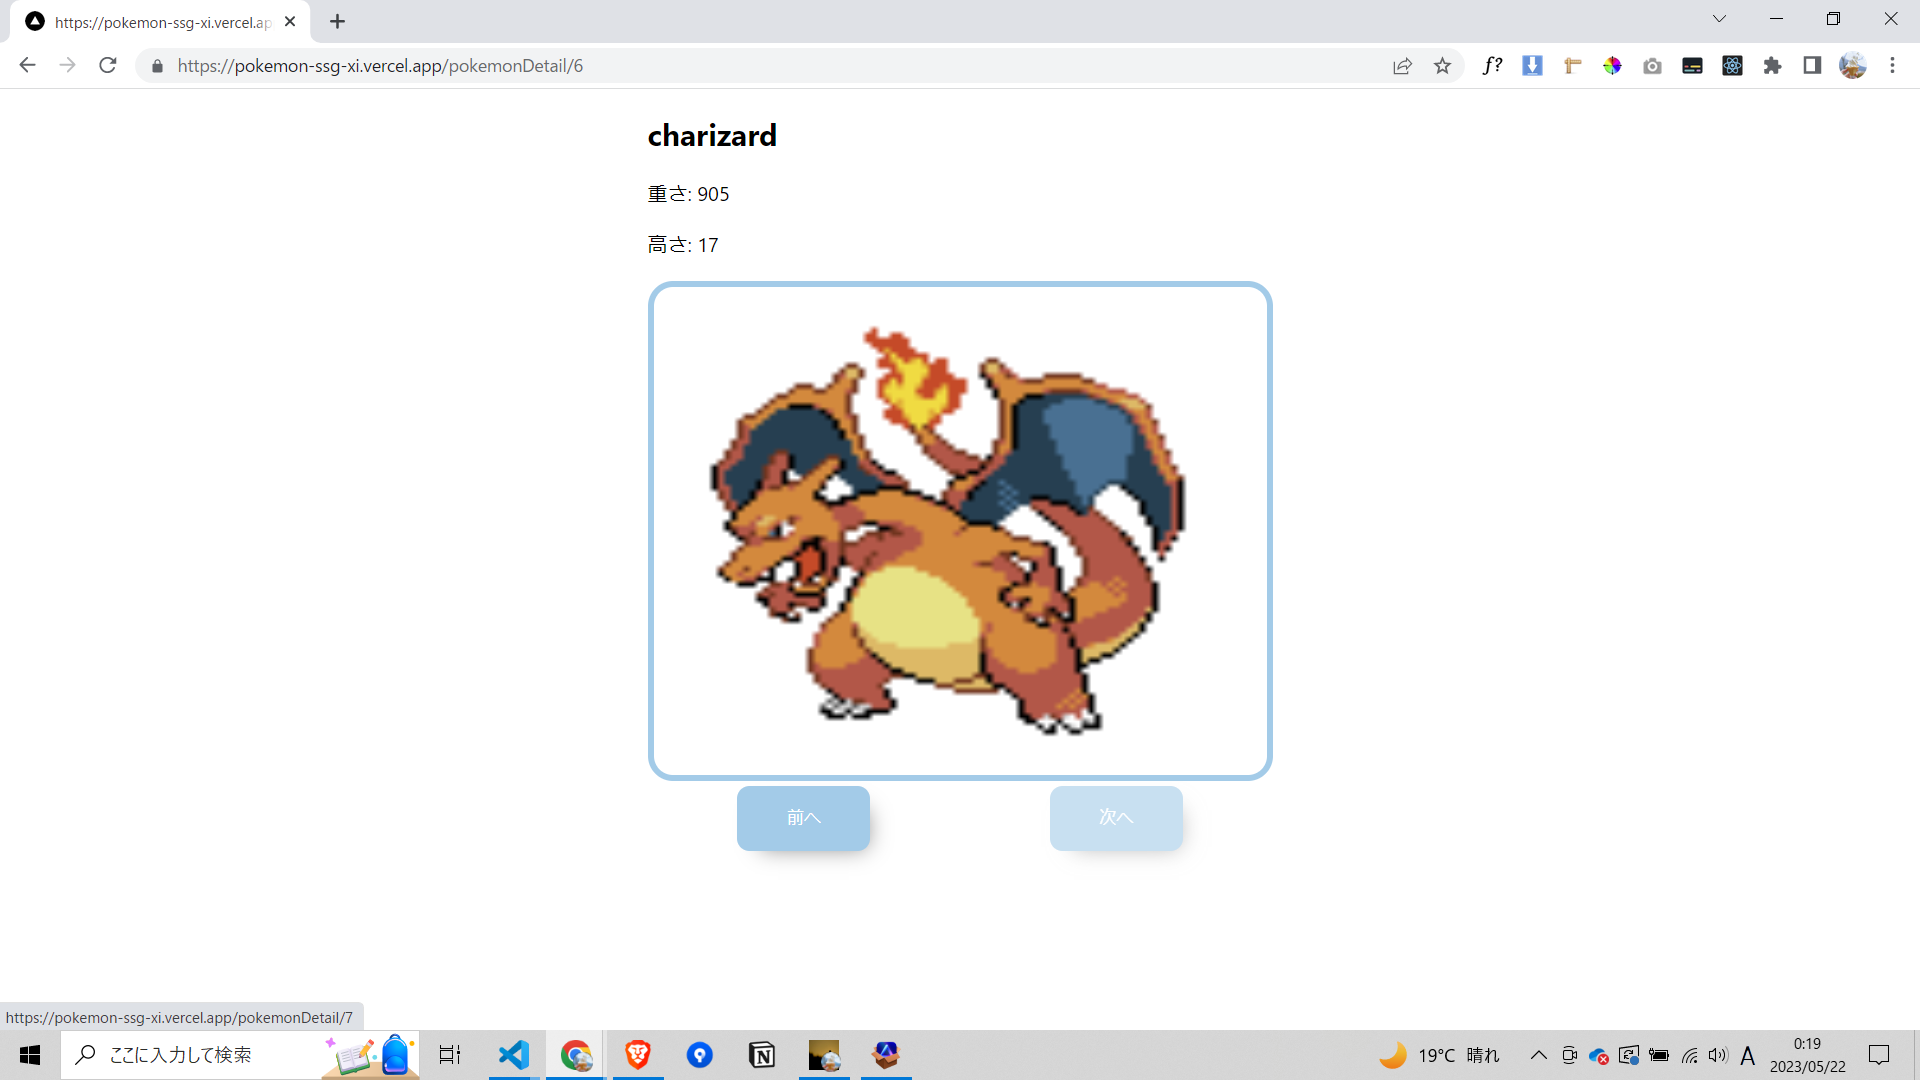 https://pokemon-ssg-xi.vercel.ap
https://pokemon-ssg-xi.vercel.app/pokemonDetail/6
f?
charizard
重さ: 905
高さ: 17
前へ
次へ
https://pokemon-ssg-xi.vercel.app/pokemonDetail/7
ここに入力して検索
19°C 晴れ
A
0:19
2023/05/22